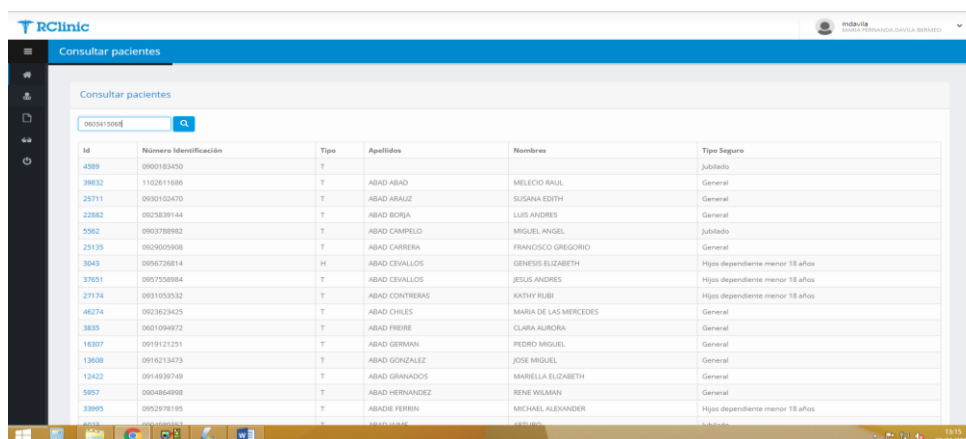 RClinic
mdavila
MARIA FERNANDA DAVILA BERMEO
Consultar pacientes
Consultar pacientes
0603415068
Id Número Identificación Tipo Apellidos Nombres Tipo Seguro
4589 0900183450 T Jubilado
39832 1102611686 T ABAD ABAD MELECIO RAUL General
25711 0930102470 T ABAD ARAUZ SUSANA EDITH General
22882 0925839144 T ABAD BORJA LUIS ANDRES General
5562 0903788982 T ABAD CAMPELO MIGUEL ANGEL Jubilado
25135 0929005908 T ABAD CARRERA FRANCISCO GREGORIO General
3043 0956726814 H ABAD CEVALLOS GENESIS ELIZABETH Hijos dependiente menor 18 años
37651 0957558984 T ABAD CEVALLOS JESUS ANDRES Hijos dependiente menor 18 años
27174 0931053532 T ABAD CONTRERAS KATHY RUBI Hijos dependiente menor 18 años
46274 0923623425 T ABAD CHILES MARIA DE LAS MERCEDES General
3835 0601094972 T ABAD FREIRE CLARA AURORA General
16307 0919121251 T ABAD GERMAN PEDRO MIGUEL General
13608 0916213473 T ABAD GONZALEZ JOSE MIGUEL General
12422 0914939749 T ABAD GRANADOS MARIELLA ELIZABETH General
5957 0904864998 T ABAD HERNANDEZ RENE WILMAN General
33995 0952978195 T ABADIE FERRIN MICHAEL ALEXANDER Hijos dependiente menor 18 años
13:15